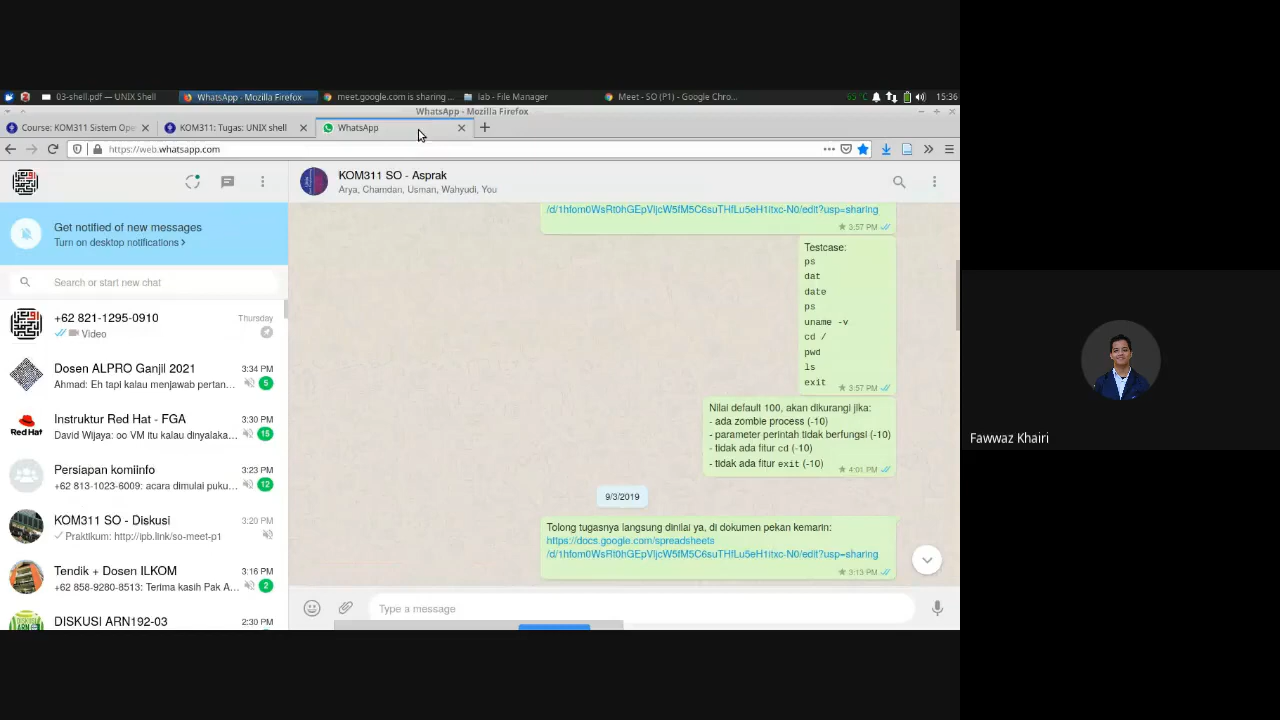 03-shell.pdf — UNIX Shell
WhatsApp - Mozilla Firefox
meet.google.com is sharing ...
lab - File Manager
Meet - SO (P1) - Google Chro...
65°C
15:36
WhatsApp - Mozilla Firefox
Course: KOM311 Sistem Ope
KOM311: Tugas: UNIX shell
WhatsApp
https://web.whatsapp.com
KOM311 SO - Asprak
Arya, Chamdan, Usman, Wahyudi, You
Get notified of new messages
Turn on desktop notifications >
Search or start new chat
+62 821-1295-0910
Thursday
Video
Dosen ALPRO Ganjil 2021
3:34 PM
Ahmad: Eh tapi kalau menjawab pertan...
5
Instruktur Red Hat - FGA
3:30 PM
David Wijaya: oo VM itu kalau dinyalaka...
15
Red Hat
Persiapan komiinfo
3:23 PM
+62 813-1023-6009: acara dimulai puku...
12
KOM311 SO - Diskusi
3:20 PM
Praktikum: http://ipb.link/so-meet-p1
Tendik + Dosen ILKOM
3:16 PM
+62 858-9280-8513: Terima kasih Pak A...
2
DISKUSI ARN192-03
2:30 PM
/d/1hfom0WsRt0hGEpVljcW5fM5C6suTHfLu5eH1itxc-N0/edit?usp=sharing
3:57 PM
Testcase:
ps
dat
date
ps
uname -v
cd /
pwd
ls
exit
3:57 PM
Nilai default 100, akan dikurangi jika:
- ada zombie process (-10)
- parameter perintah tidak berfungsi (-10)
- tidak ada fitur cd (-10)
- tidak ada fitur exit (-10)
4:01 PM
9/3/2019
Tolong tugasnya langsung dinilai ya, di dokumen pekan kemarin:
https://docs.google.com/spreadsheets
/d/1hfom0WsRt0hGEpVljcW5fM5C6suTHfLu5eH1itxc-N0/edit?usp=sharing
3:13 PM
Type a message
Fawwaz Khairi